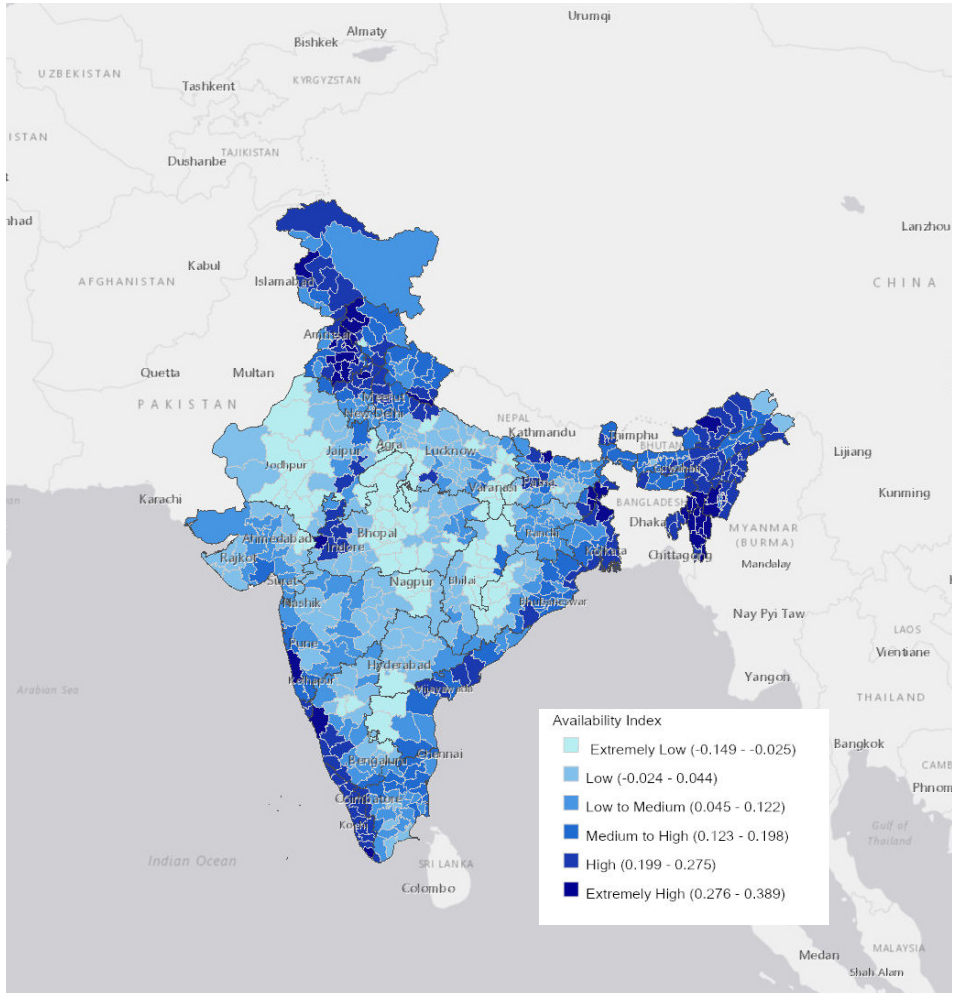 Urumqi
Almaty
Bishkek
UZBEKISTAN
KYRGYZSTAN
Tashkent
ISTAN
TAJIKISTAN
Dushanbe
nhad
Lanzhou
Kabul
AFGHANISTAN
Islamabad
CHINA
Amritsar
Quetta
Multan
PAKISTAN
Meerut
New Delhi
NEPAL
Kathmandu
Thimphu
BHUTAN
Agra
Lucknow
Jaipur
Jodhpur
Guwahati
Lijiang
Patna
Varanasi
Karachi
BANGLADESH
Kunming
Dhaka
MYANMAR
(BURMA)
Ahmedabad
Bhopal
Indore
Ranchi
Kolkata
Chittagong
Mandalay
Rajkot
Surat
Nagpur
Bhilai
Nashik
Bhubaneswar
Nay Pyi Taw
LAOS
Vientiane
Pune
Hyderabad
Yangon
Kolhapur
Vijayawada
Arabian Sea
THAILAND
Bangkok
Chennai
Bengaluru
CAMB
Phnom
Coimbatore
Kochi
Gulf of
Thailand
Indian Ocean
SRI LANKA
Colombo
Availability Index
Extremely Low (-0.149 - -0.025)
Low (-0.024 - 0.044)
Low to Medium (0.045 - 0.122)
Medium to High (0.123 - 0.198)
High (0.199 - 0.275)
Extremely High (0.276 - 0.389)
Medan
MALAYSIA
Shah Alam